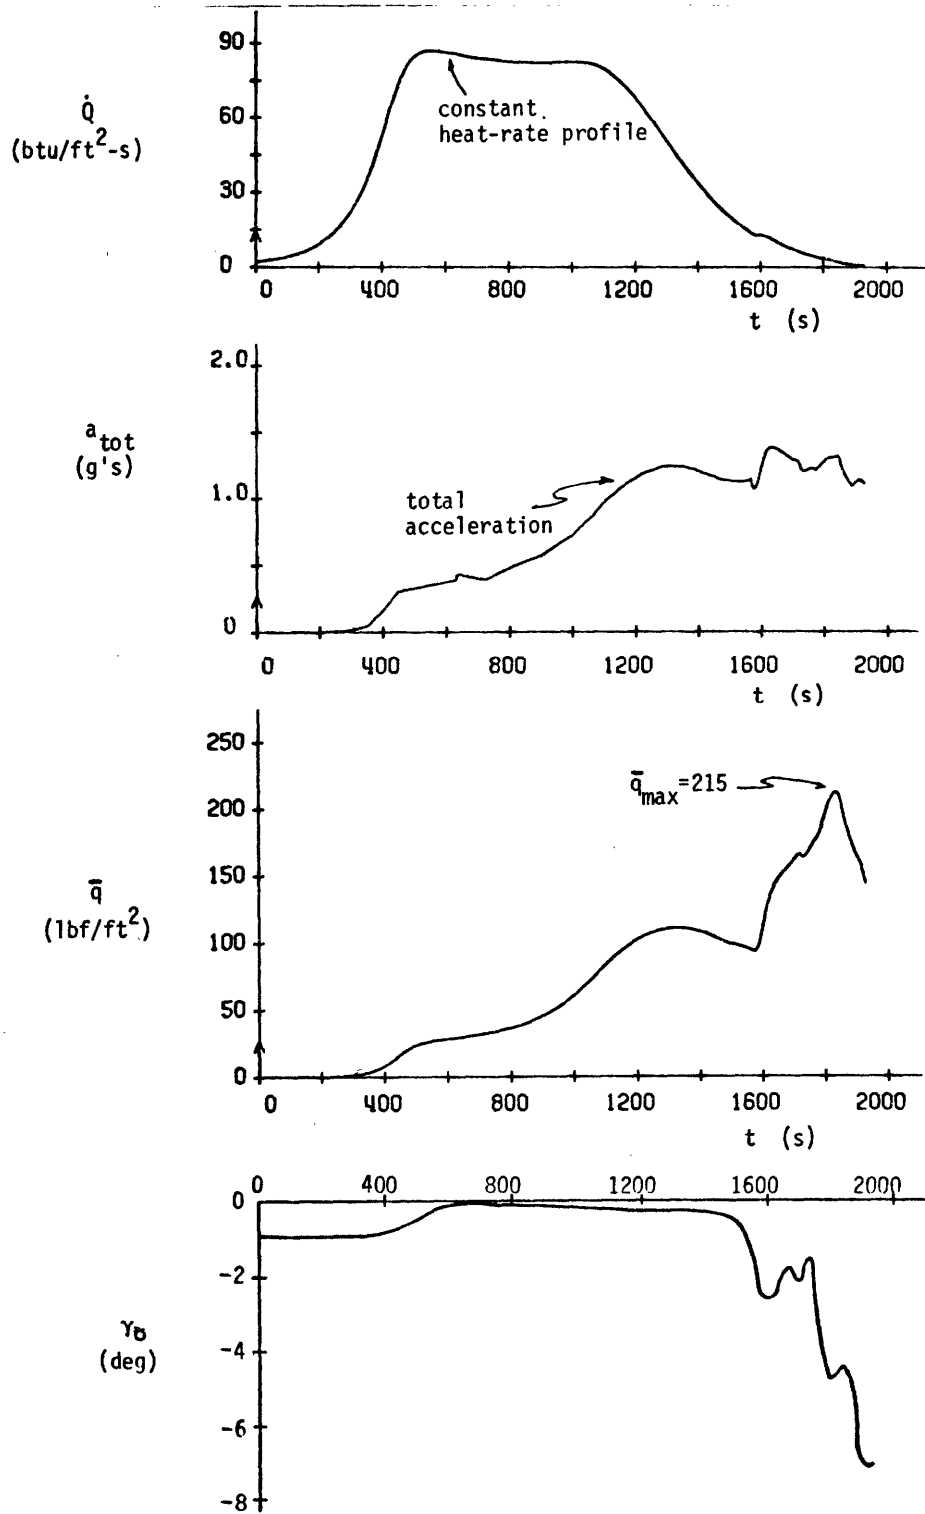 90
Q̇
(btu/ft²-s)
60
30
0
constant
heat-rate profile
0 400 800 1200 1600 2000
t (s)
2.0
a_tot
(g's)
1.0
0
total
acceleration
0 400 800 1200 1600 2000
t (s)
250
200
150
100
50
0
q̄
(lbf/ft²)
q̄_max=215
0 400 800 1200 1600 2000
t (s)
0 400 800 1200 1600 2000
0
-2
-4
-6
-8
(deg)